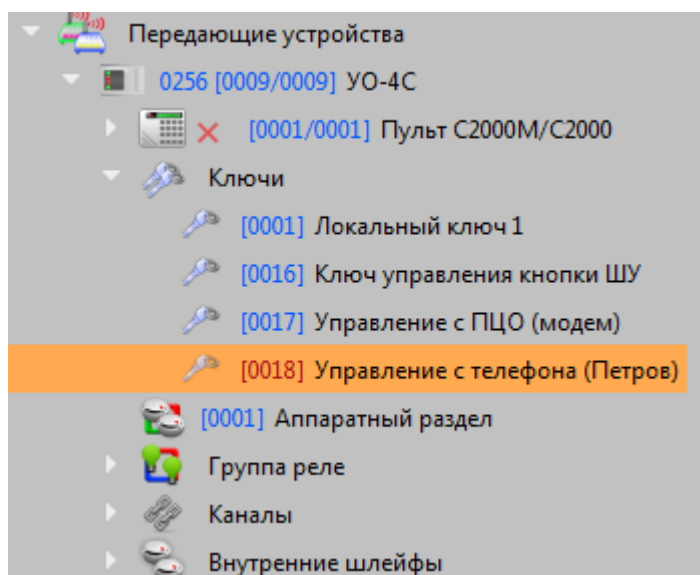 Передающие устройства
0256 [0009/0009] УО-4С
[0001/0001] Пульт С2000М/С2000
Ключи
[0001] Локальный ключ 1
[0016] Ключ управления кнопки ШУ
[0017] Управление с ПЦО (модем)
[0018] Управление с телефона (Петров)
[0001] Аппаратный раздел
Группа реле
Каналы
Внутренние шлейфы